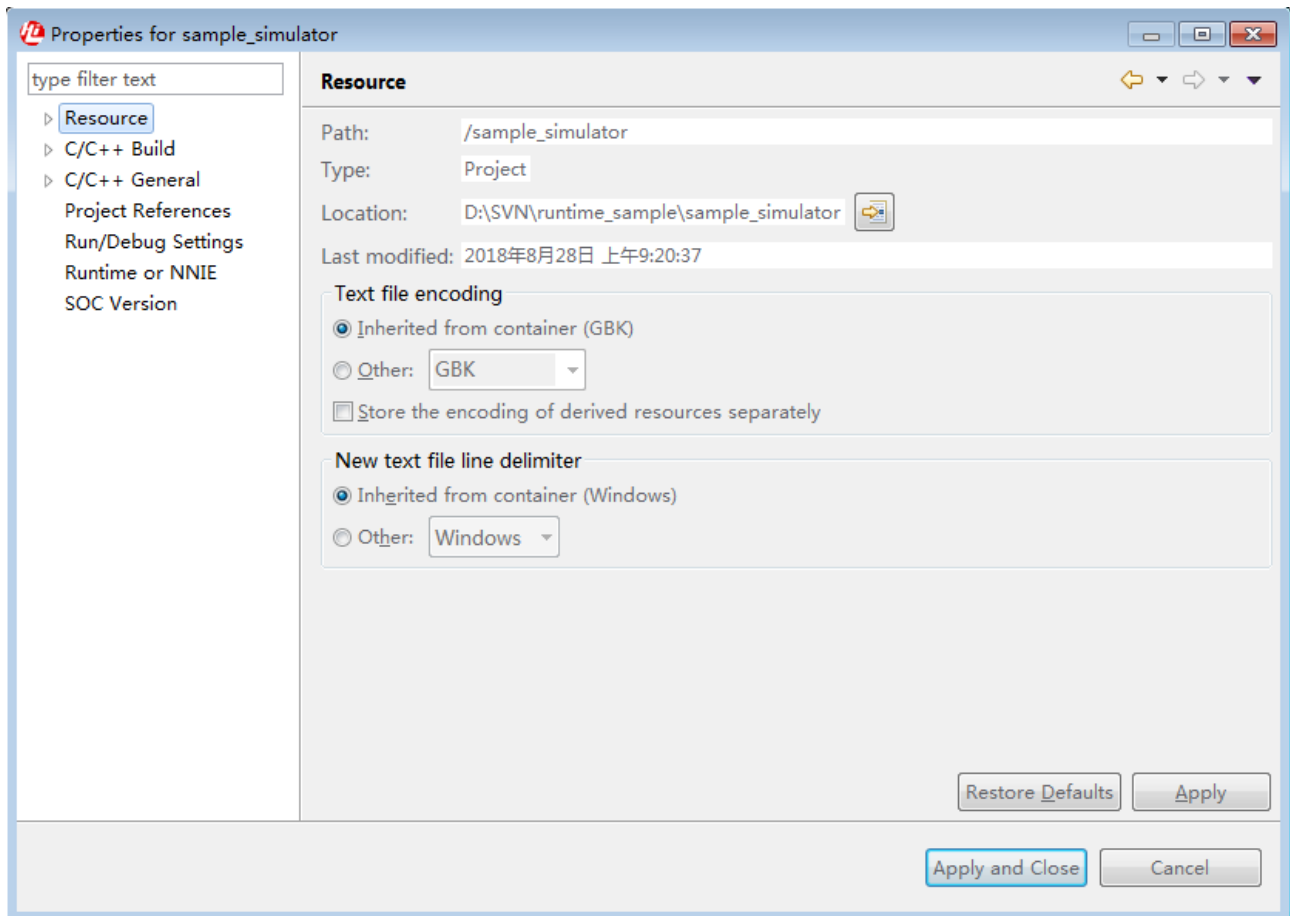 Properties for sample_simulator
type filter text
Resource
C/C++ Build
C/C++ General
Project References
Run/Debug Settings
Runtime or NNIE
SOC Version
Resource
Path: /sample_simulator
Type: Project
Location: D:\SVN\runtime_sample\sample_simulator
Last modified: 2018年8月28日 上午9:20:37
Text file encoding
Inherited from container (GBK)
Other: GBK
Store the encoding of derived resources separately
New text file line delimiter
Inherited from container (Windows)
Other: Windows
Restore Defaults Apply
Apply and Close Cancel